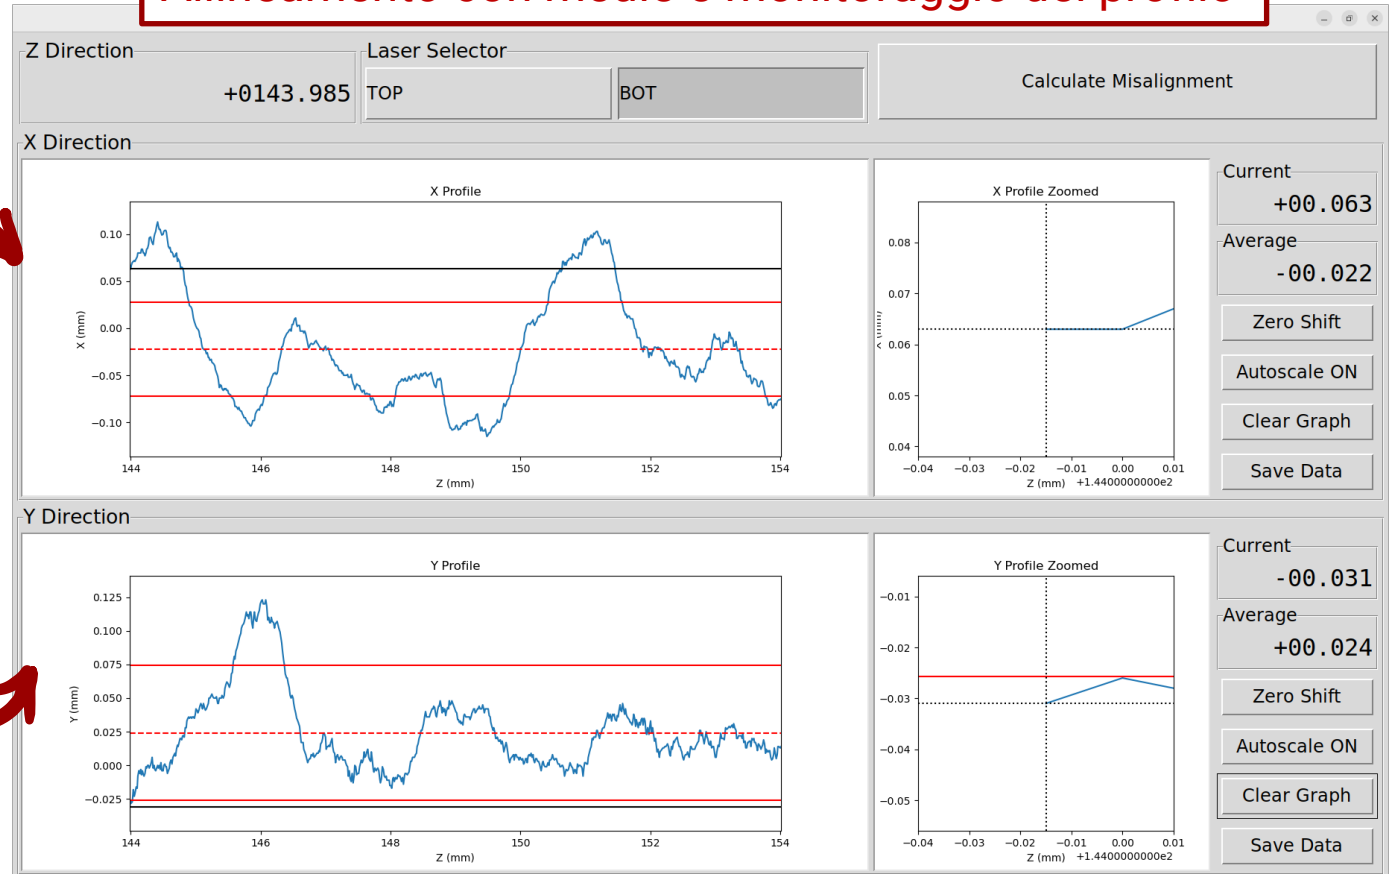 Allineamento con modulo e monitoraggio del profilo
Z Direction
+0143.985
Laser Selector
TOP
BOT
Calculate Misalignment
X Direction
X Profile
0.10
0.05
0.00
−0.05
−0.10
X (mm)
144 146 148 150 152 154
Z (mm)
X Profile Zoomed
0.08
0.07
0.06
0.05
0.04
X (mm)
−0.04 −0.03 −0.02 −0.01 0.00 0.01
Z (mm) +1.4400000000e2
Current
+00.063
Average
-00.022
Zero Shift
Autoscale ON
Clear Graph
Save Data
Y Direction
Y Profile
0.125
0.100
0.075
0.050
0.025
0.000
−0.025
Y (mm)
144 146 148 150 152 154
Z (mm)
Y Profile Zoomed
−0.01
−0.02
−0.03
−0.04
−0.05
−0.04 −0.03 −0.02 −0.01 0.00 0.01
Z (mm) +1.4400000000e2
Current
-00.031
Average
+00.024
Zero Shift
Autoscale ON
Clear Graph
Save Data